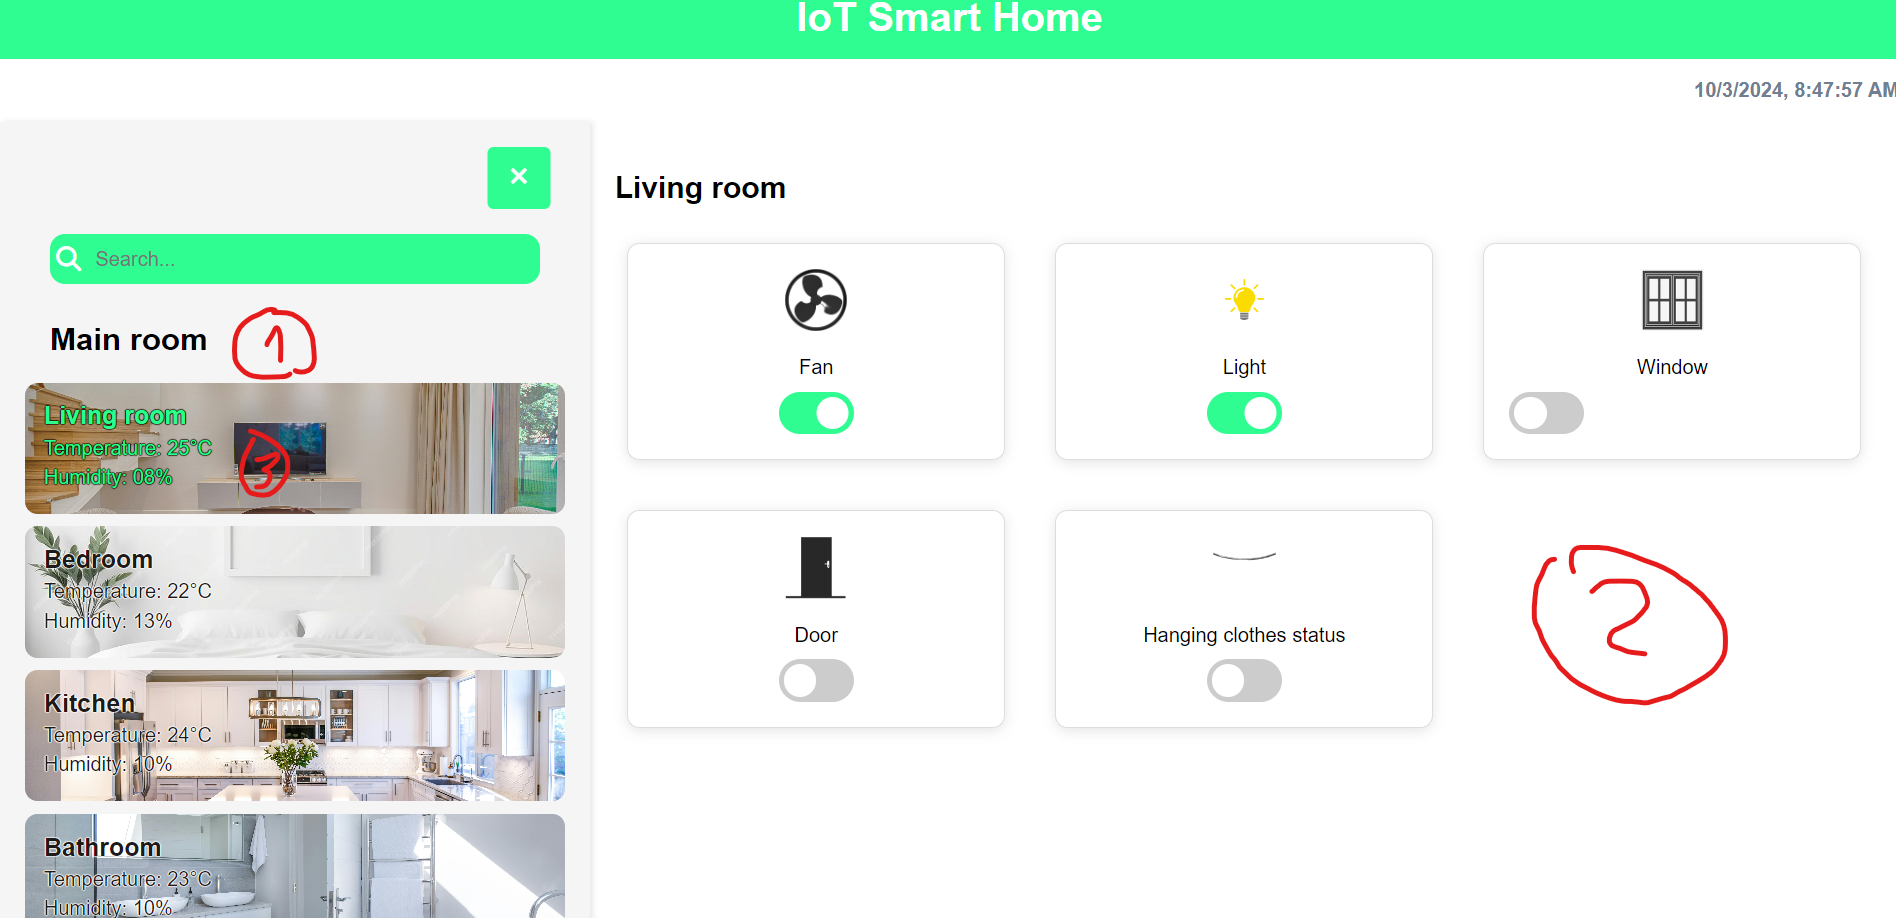 IoT Smart Home
10/3/2024, 8:47:57 AM
×
Search...
Main room 1
Living room
Temperature: 25°C
Humidity: 08%
3
Bedroom
Temperature: 22°C
Humidity: 13%
Kitchen
Temperature: 24°C
Humidity: 10%
Bathroom
Temperature: 23°C
Humidity: 10%
Living room
Fan
Light
Window
Door
Hanging clothes status
2